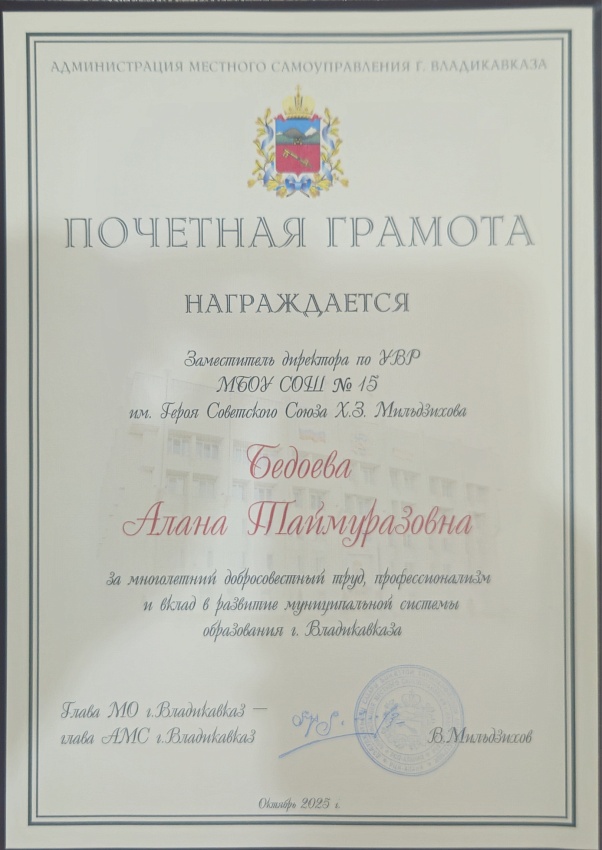 АДМИНИСТРАЦИЯ МЕСТНОГО САМОУПРАВЛЕНИЯ Г. ВЛАДИКАВКАЗА
ПОЧЕТНАЯ ГРАМОТА
НАГРАЖДАЕТСЯ
Заместитель директора по УВР
МБОУ СОШ № 15
им. Героя Советского Союза Х.З. Мильдзихова
Бедоева
Алана Таймуразовна
за многолетний добросовестный труд, профессионализм
и вклад в развитие муниципальной системы
образования г. Владикавказа
Глава МО г.Владикавказ —
глава АМС г.Владикавказ
В.Мильдзихов
Октябрь 2025 г.